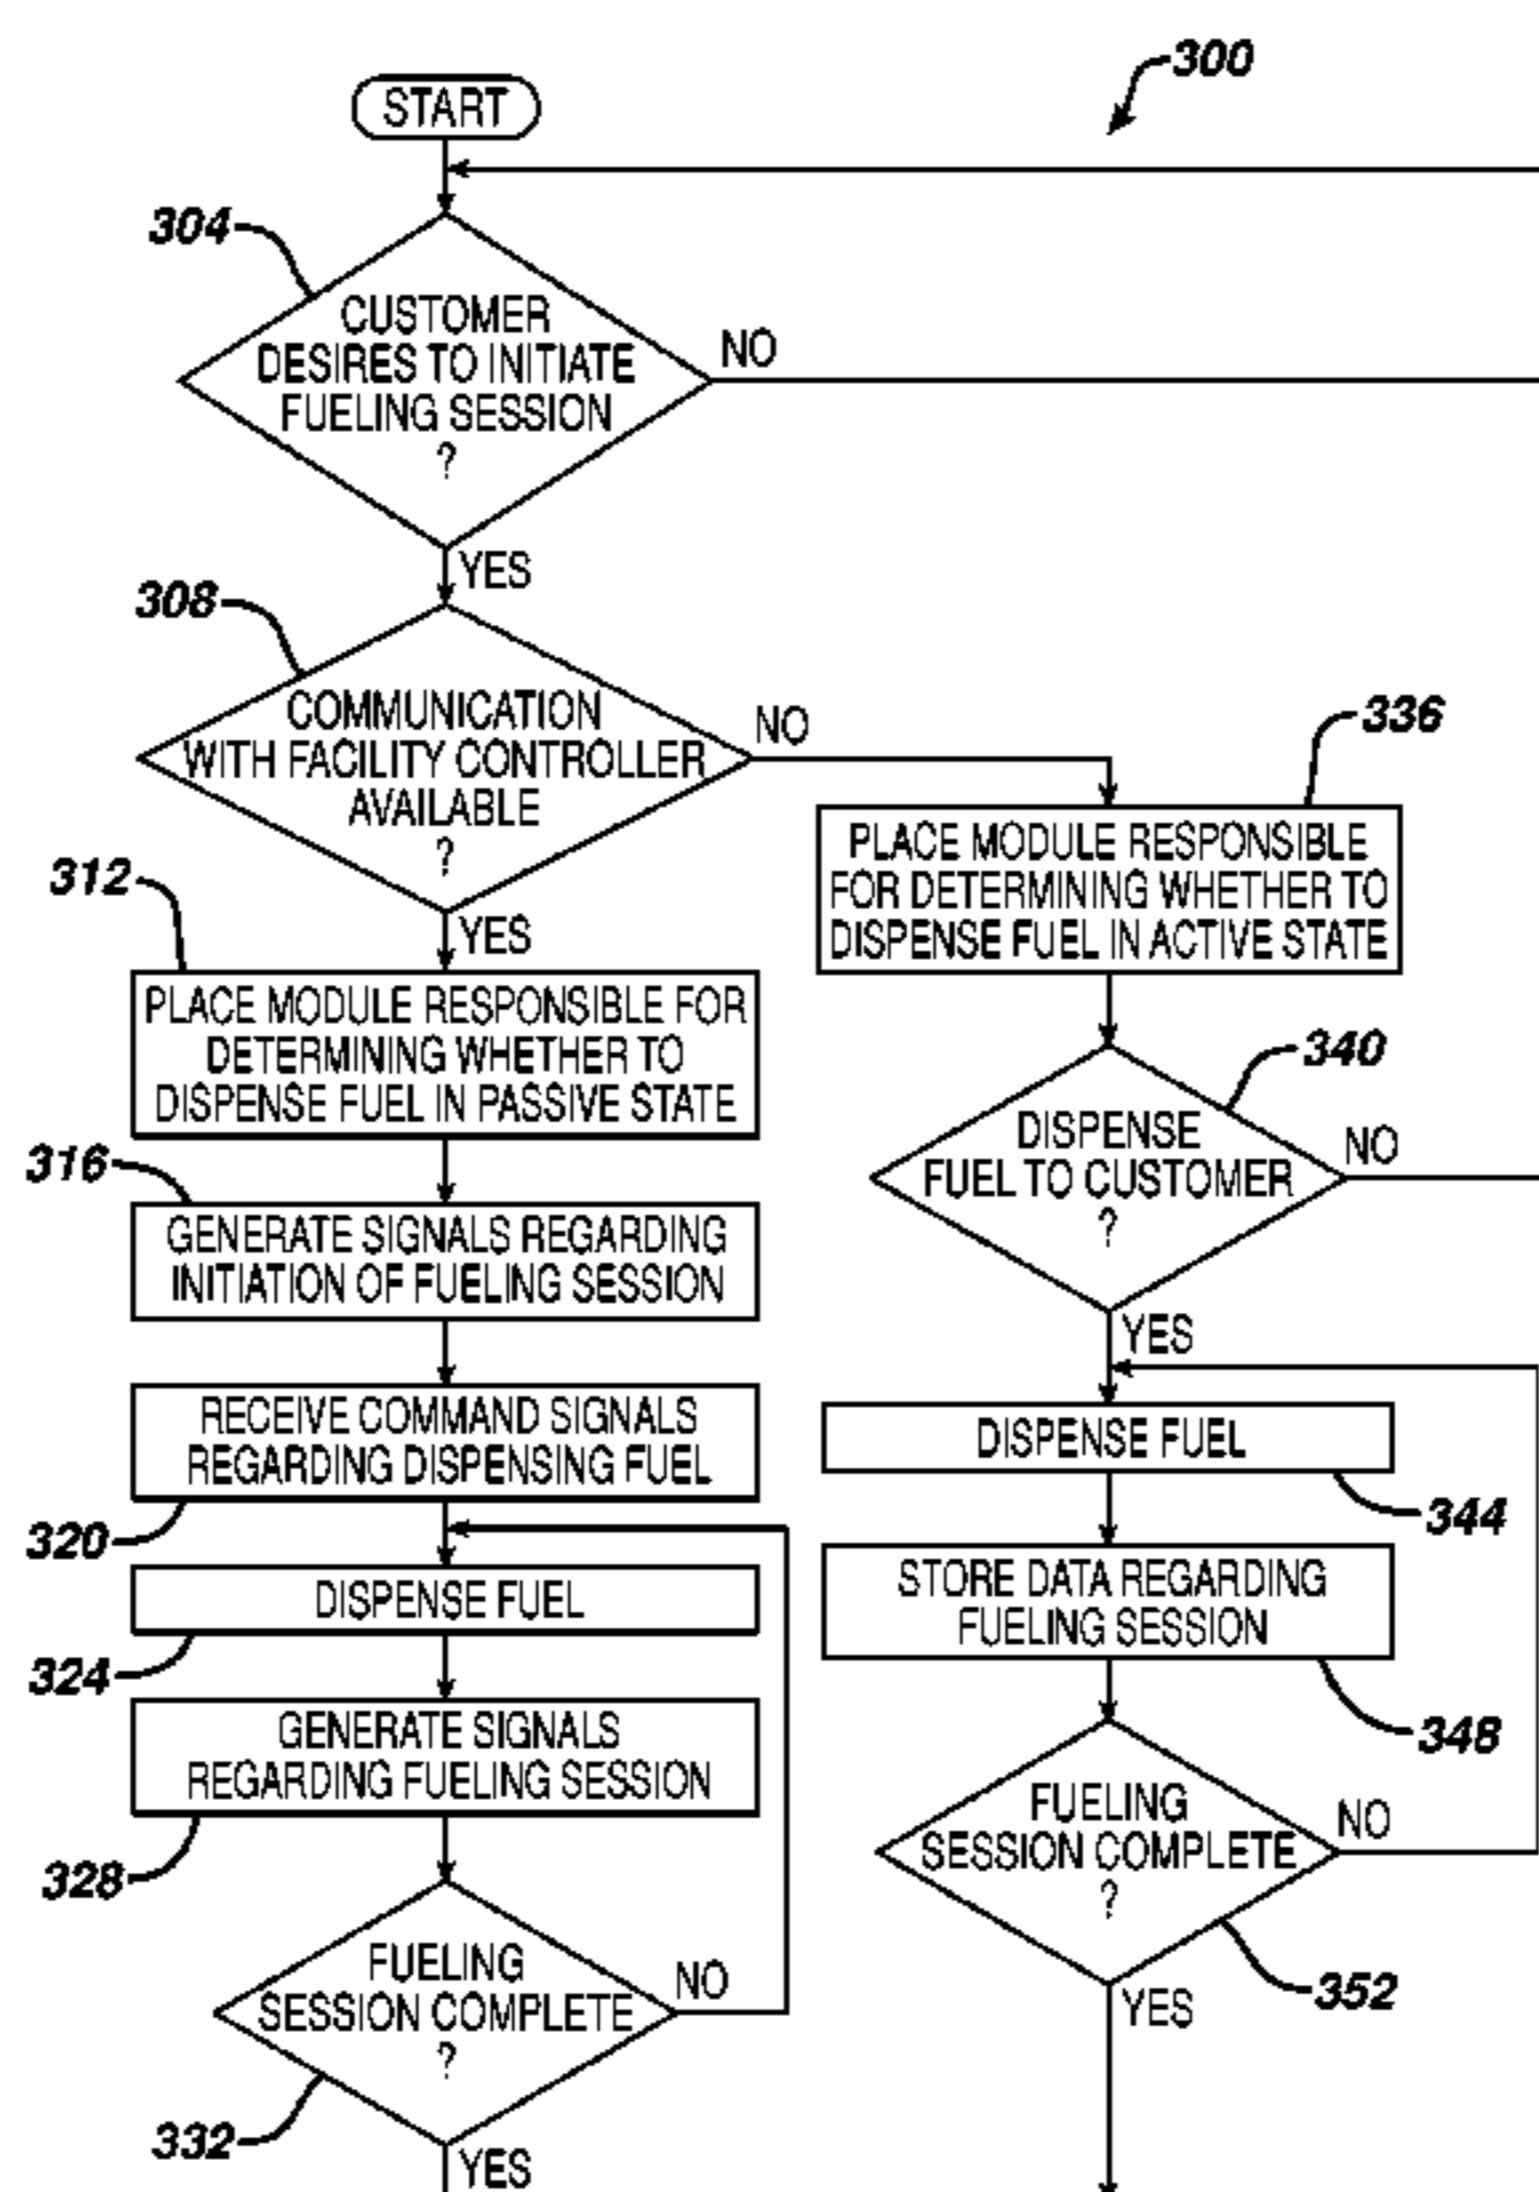 300
START
304
CUSTOMER
DESIRES TO INITIATE
FUELING SESSION
?
NO
YES
308
COMMUNICATION
WITH FACILITY CONTROLLER
AVAILABLE
?
NO
YES
312
PLACE MODULE RESPONSIBLE FOR
DETERMINING WHETHER TO
DISPENSE FUEL IN PASSIVE STATE
316
GENERATE SIGNALS REGARDING
INITIATION OF FUELING SESSION
RECEIVE COMMAND SIGNALS
REGARDING DISPENSING FUEL
320
DISPENSE FUEL
324
GENERATE SIGNALS
REGARDING FUELING SESSION
328
FUELING
SESSION COMPLETE
?
NO
332
YES
336
PLACE MODULE RESPONSIBLE
FOR DETERMINING WHETHER TO
DISPENSE FUEL IN ACTIVE STATE
340
DISPENSE
FUEL TO CUSTOMER
?
NO
YES
DISPENSE FUEL
344
STORE DATA REGARDING
FUELING SESSION
348
FUELING
SESSION COMPLETE
?
NO
352
YES